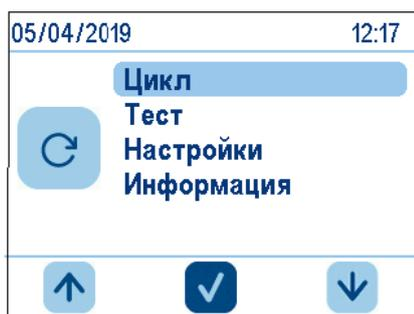 05/04/2019 12:17
Цикл
Тест
Настройки
Информация